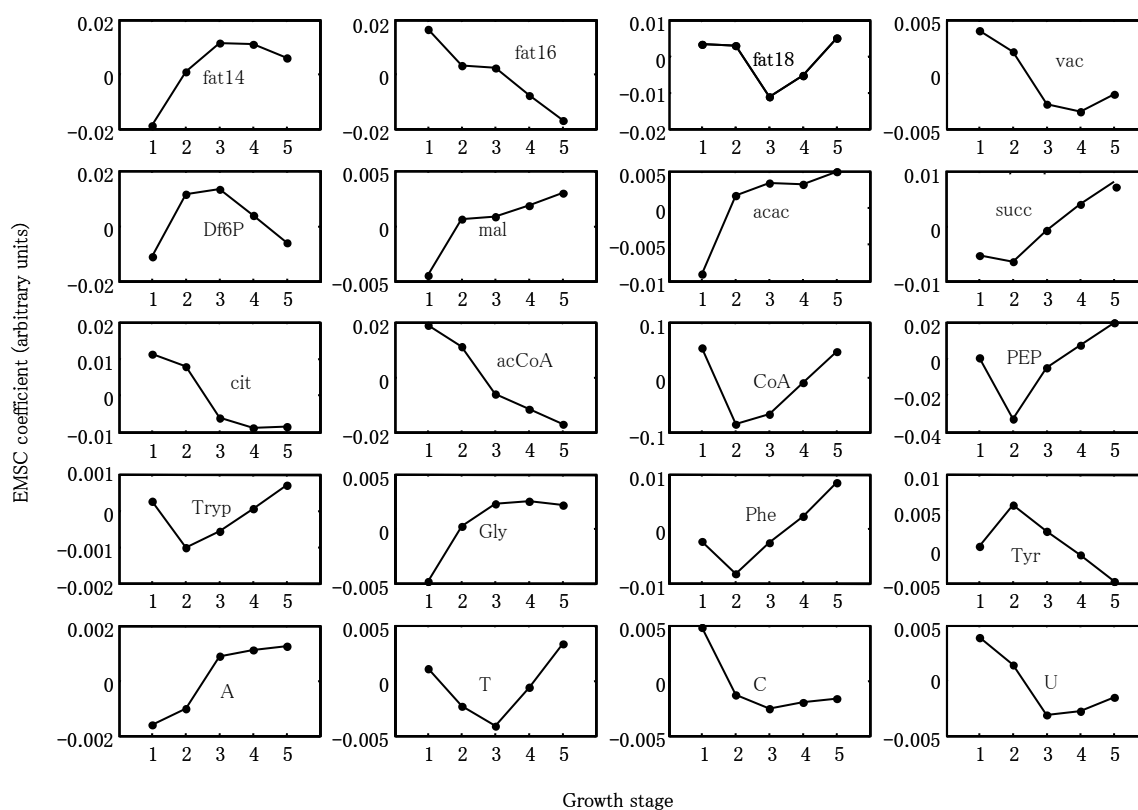 EMSC coefficient (arbitrary units)
0.02
0
−0.02
fat14
1 2 3 4 5
0.02
0
−0.02
fat16
1 2 3 4 5
0.01
0
−0.01
−0.02
fat18
1 2 3 4 5
0.005
0
−0.005
vac
1 2 3 4 5
0.02
0
−0.02
Df6P
1 2 3 4 5
0.005
0
−0.005
mal
1 2 3 4 5
0.005
0
−0.005
−0.01
acac
1 2 3 4 5
0.01
0
−0.01
succ
1 2 3 4 5
0.02
0.01
0
−0.01
cit
1 2 3 4 5
0.02
0
−0.02
acCoA
1 2 3 4 5
0.1
0
−0.1
CoA
1 2 3 4 5
0.02
0
−0.02
−0.04
PEP
1 2 3 4 5
0.001
0
−0.001
−0.002
Tryp
1 2 3 4 5
0.005
0
−0.005
Gly
1 2 3 4 5
0.01
0
−0.01
Phe
1 2 3 4 5
0.01
0.005
0
−0.005
Tyr
1 2 3 4 5
0.002
0
−0.002
A
1 2 3 4 5
0.005
0
−0.005
T
1 2 3 4 5
0.005
0
−0.005
C
1 2 3 4 5
0.005
0
−0.005
U
1 2 3 4 5
Growth stage